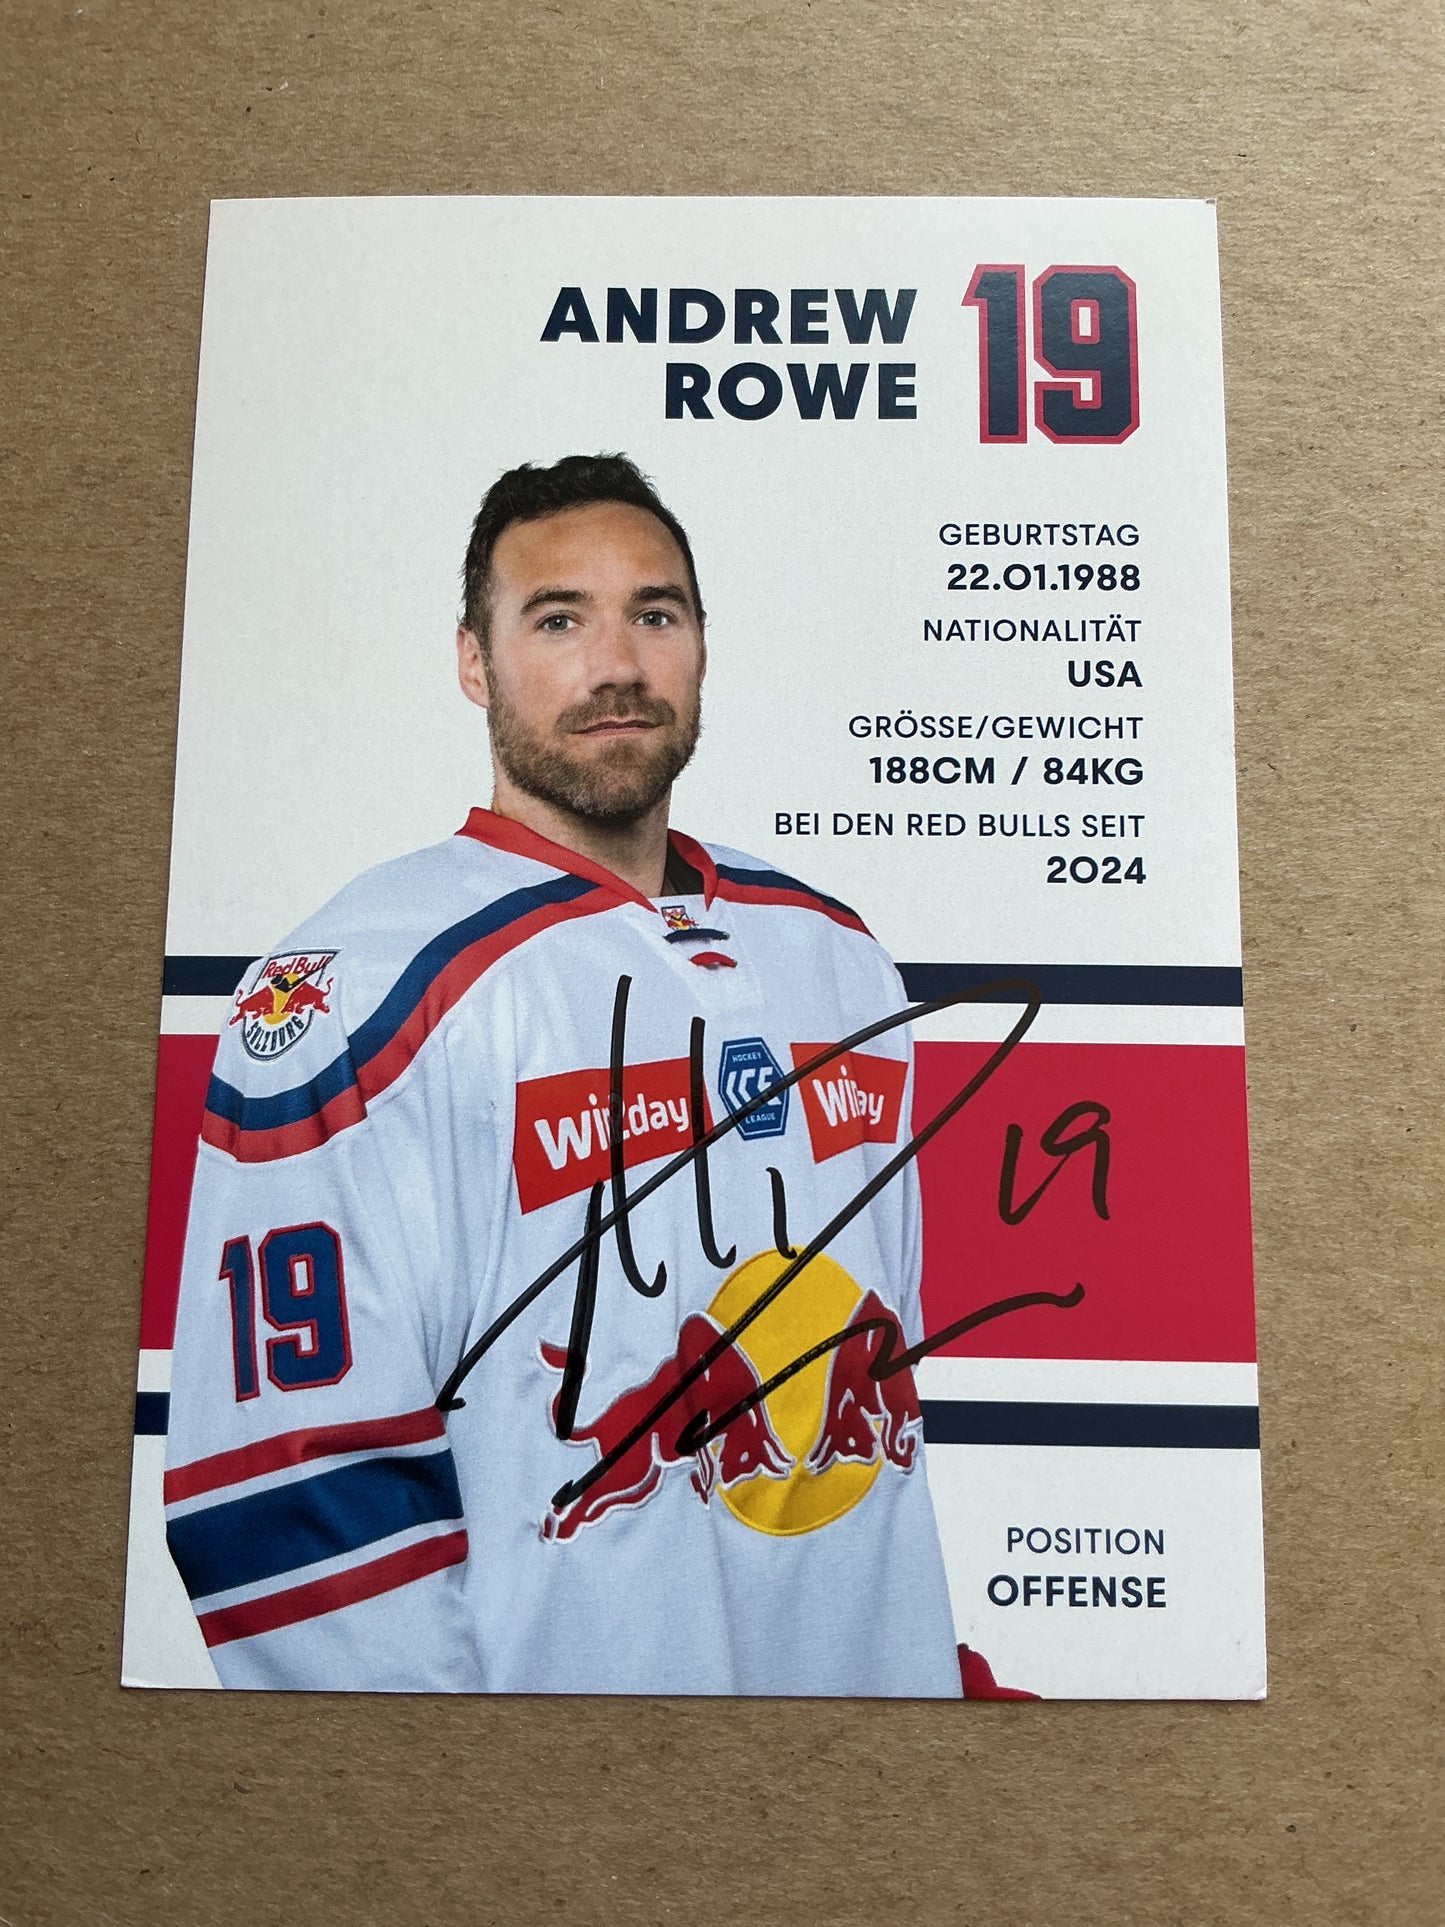 ANDREW
ROWE
19
GEBURTSTAG
22.01.1988
NATIONALITÄT
USA
GRÖSSE/GEWICHT
188CM / 84KG
BEI DEN RED BULLS SEIT
2024
Red Bull
SALZBURG
HOCKEY
ICE
LEAGUE
Win2day
19
19
POSITION
OFFENSE